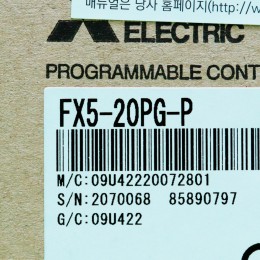 매뉴얼은 당사 홈페이지(http://w
ELECTRIC
PROGRAMMABLE CONT
FX5-20PG-P
M/C:09U42220072801
S/N:2070068 85890797
G/C:09U422